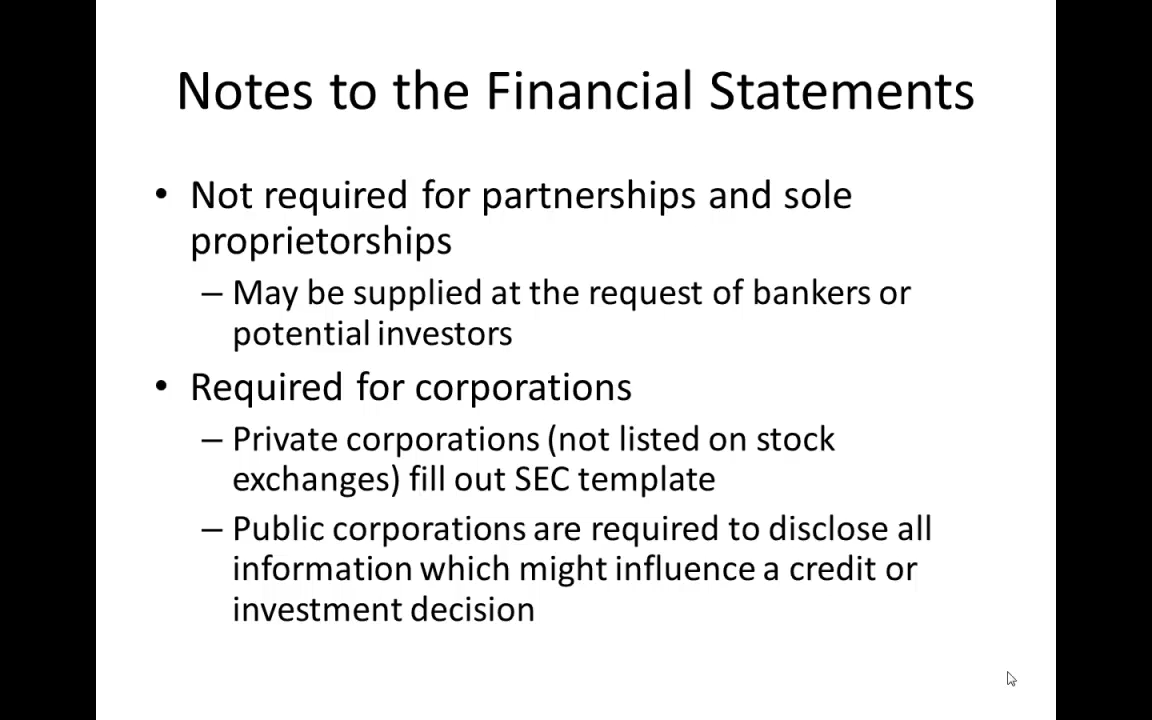 Notes to the Financial Statements
• Not required for partnerships and sole
proprietorships
– May be supplied at the request of bankers or
potential investors
• Required for corporations
– Private corporations (not listed on stock
exchanges) fill out SEC template
– Public corporations are required to disclose all
information which might influence a credit or
investment decision